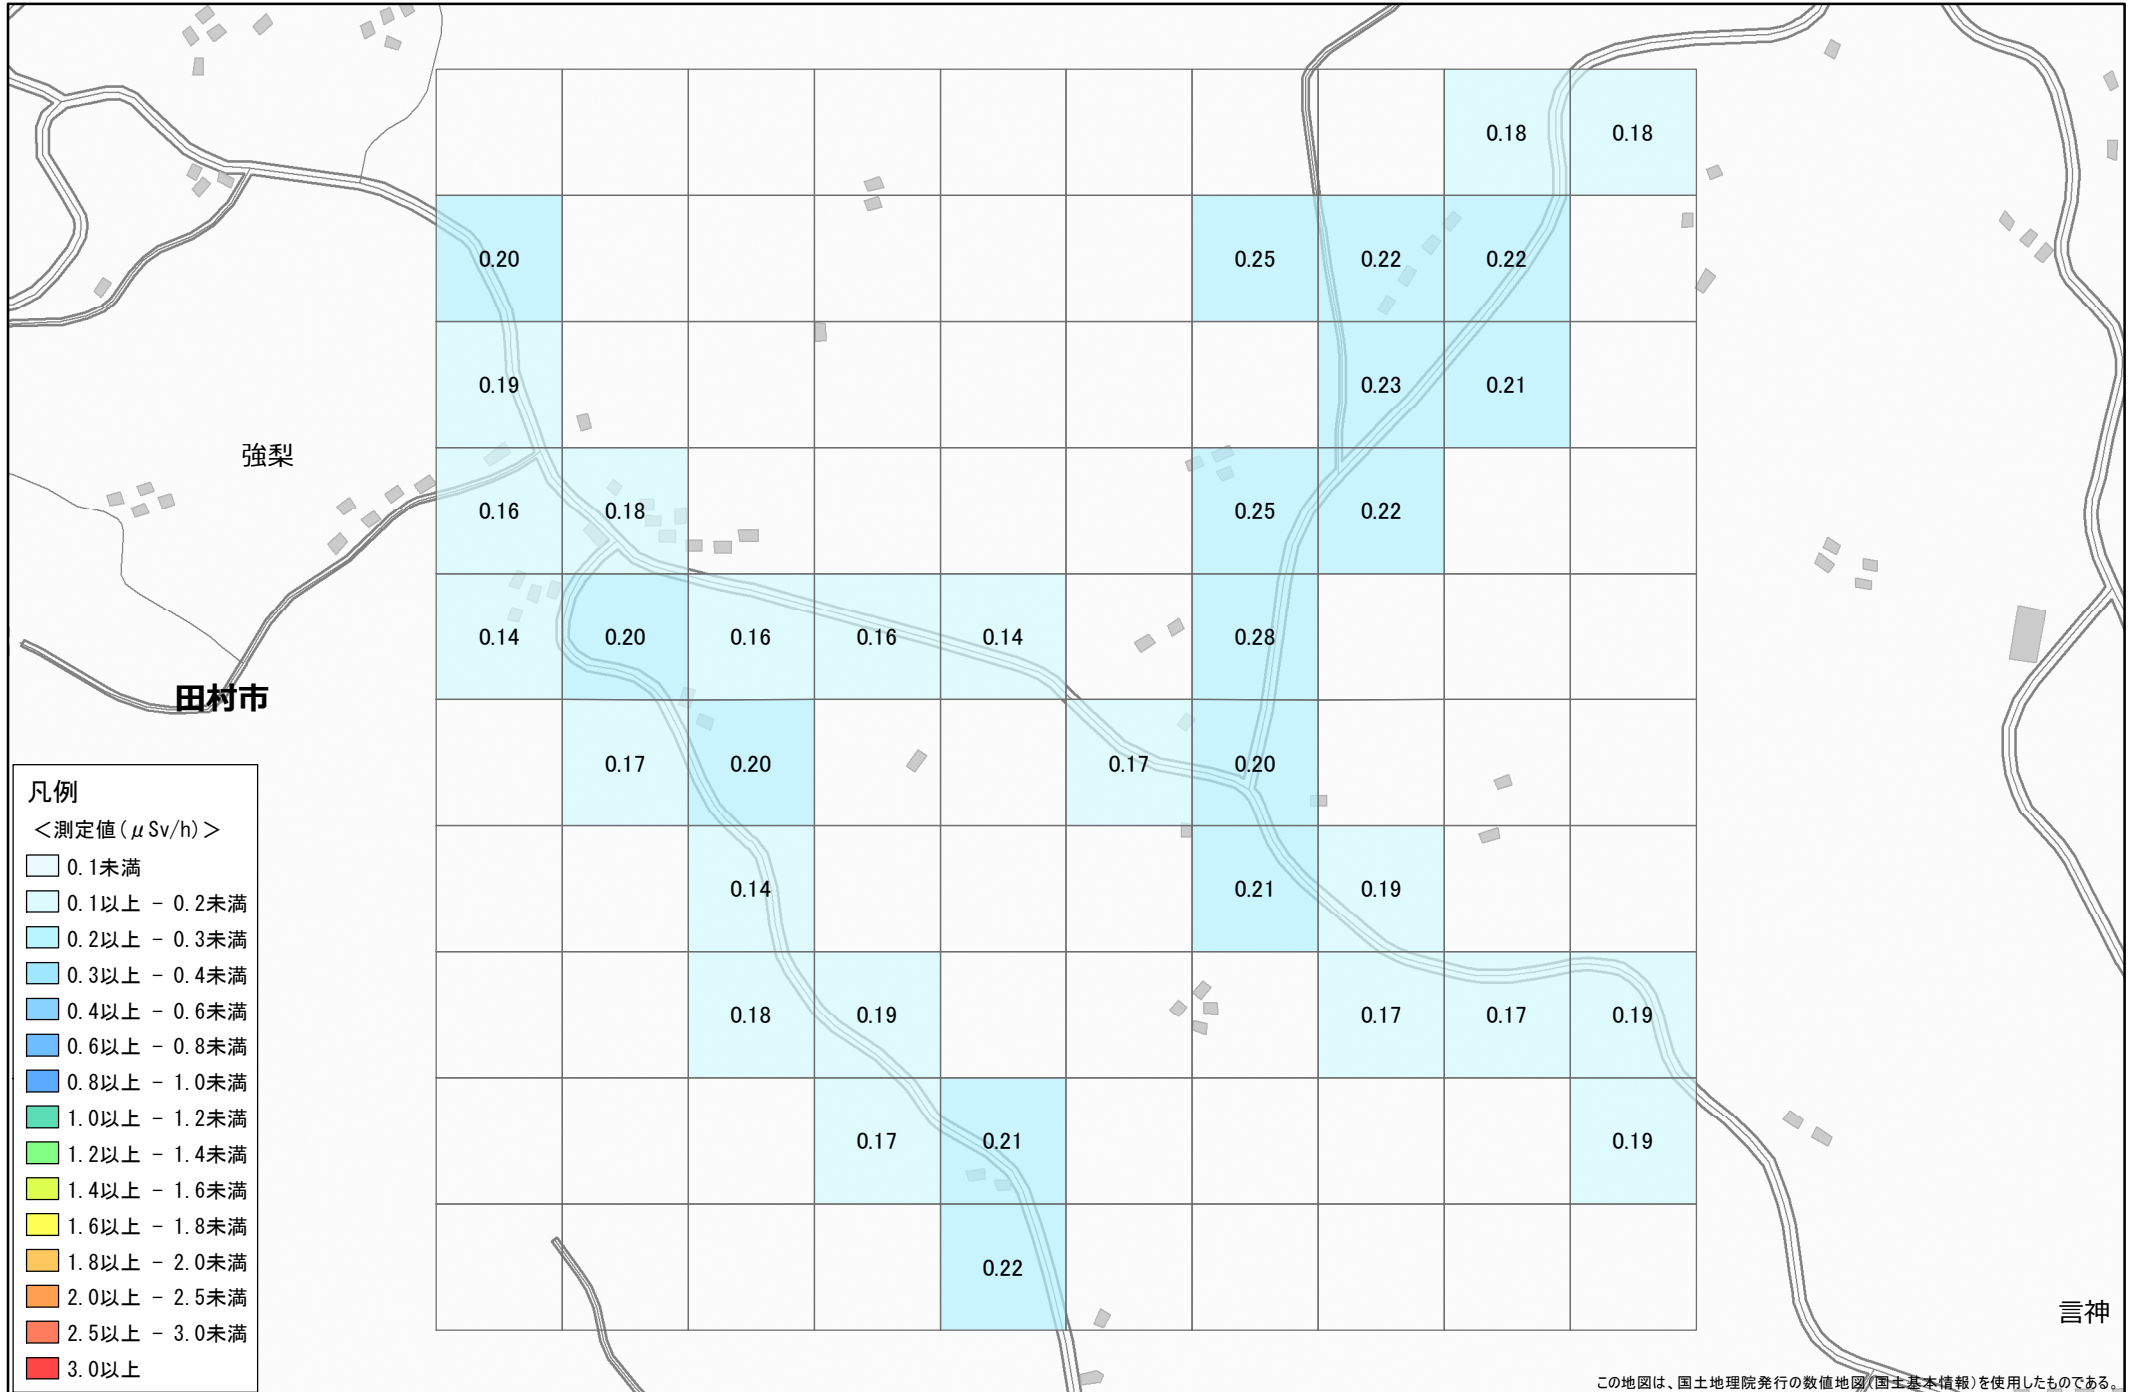 0.18 0.18
0.20 0.25 0.22 0.22
0.19 0.23 0.21
強梨
0.16 0.18 0.25 0.22
0.14 0.20 0.16 0.16 0.14 0.28
田村市
0.17 0.20 0.17 0.20
0.14 0.21 0.19
0.18 0.19 0.17 0.17 0.19
0.17 0.21 0.19
0.22
凡例
＜測定値(μSv/h)＞
0.1未満
0.1以上 - 0.2未満
0.2以上 - 0.3未満
0.3以上 - 0.4未満
0.4以上 - 0.6未満
0.6以上 - 0.8未満
0.8以上 - 1.0未満
1.0以上 - 1.2未満
1.2以上 - 1.4未満
1.4以上 - 1.6未満
1.6以上 - 1.8未満
1.8以上 - 2.0未満
2.0以上 - 2.5未満
2.5以上 - 3.0未満
3.0以上
言神
この地図は、国土地理院発行の数値地図(国土基本情報)を使用したものである。